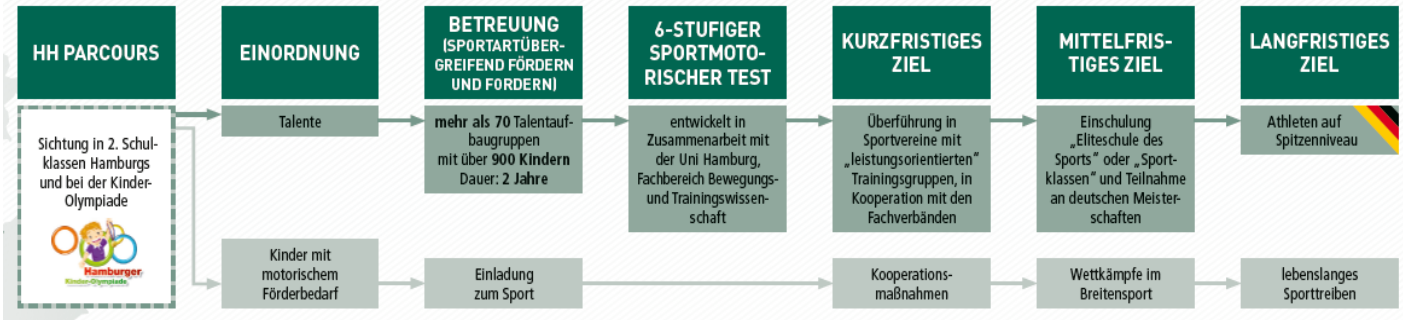 HH PARCOURS
EINORDNUNG
BETREUUNG
(SPORTARTÜBER-
GREIFEND FÖRDERN
UND FORDERN)
6-STUFIGER
SPORTMOTO-
RISCHER TEST
KURZFRISTIGES
ZIEL
MITTELFRIS-
TIGES ZIEL
LANGFRISTIGES
ZIEL
Sichtung in 2. Schul-
klassen Hamburgs
und bei der Kinder-
Olympiade
Hamburger
Kinder-Olympiade
Talente
mehr als 70 Talentauf-
baugruppen
mit über 900 Kindern
Dauer: 2 Jahre
entwickelt in
Zusammenarbeit mit
der Uni Hamburg,
Fachbereich Bewegungs-
und Trainingswissen-
schaft
Überführung in
Sportvereine mit
„leistungsorientierten“
Trainingsgruppen, in
Kooperation mit den
Fachverbänden
Einschulung
„Eliteschule des
Sports“ oder „Sport-
klassen“ und Teilnahme
an deutschen Meister-
schaften
Athleten auf
Spitzenniveau
Kinder mit
motorischem
Förderbedarf
Einladung
zum Sport
Kooperations-
maßnahmen
Wettkämpfe im
Breitensport
lebenslanges
Sporttreiben